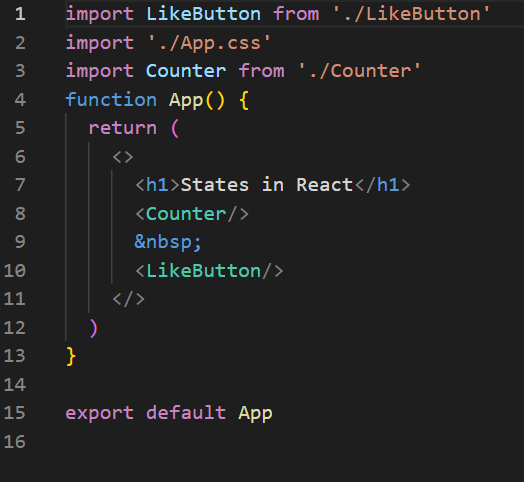 1 import LikeButton from './LikeButton'
2 import './App.css'
3 import Counter from './Counter'
4 function App() {
5   return (
6     <>
7       <h1>States in React</h1>
8       <Counter/>
9       &nbsp;
10       <LikeButton/>
11     </>
12   )
13 }
14
15 export default App
16